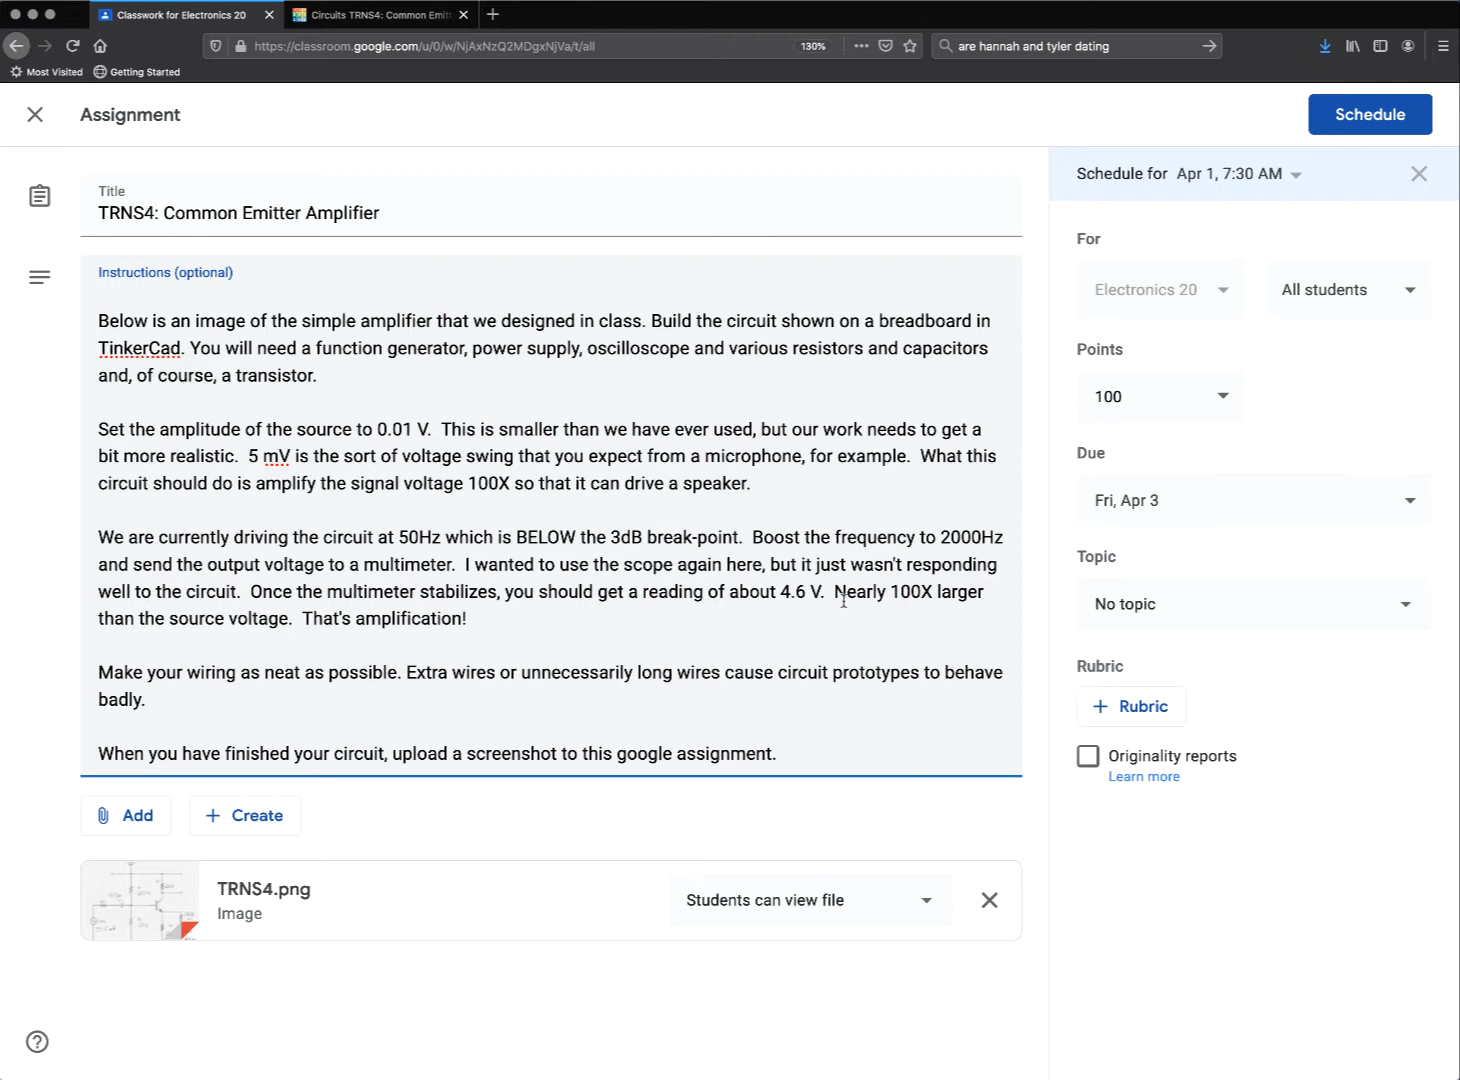 Classwork for Electronics 20
Circuits TRNS4: Common Emit
https://classroom.google.com/u/0/w/NjAxNzQ2MDgxNjVa/t/all
130%
are hannah and tyler dating
Most Visited
Getting Started
Assignment
Schedule
Title
TRNS4: Common Emitter Amplifier
Instructions (optional)
Below is an image of the simple amplifier that we designed in class. Build the circuit shown on a breadboard in
TinkerCad. You will need a function generator, power supply, oscilloscope and various resistors and capacitors
and, of course, a transistor.
Set the amplitude of the source to 0.01 V.  This is smaller than we have ever used, but our work needs to get a
bit more realistic.  5 mV is the sort of voltage swing that you expect from a microphone, for example.  What this
circuit should do is amplify the signal voltage 100X so that it can drive a speaker.
We are currently driving the circuit at 50Hz which is BELOW the 3dB break-point.  Boost the frequency to 2000Hz
and send the output voltage to a multimeter.  I wanted to use the scope again here, but it just wasn't responding
well to the circuit.  Once the multimeter stabilizes, you should get a reading of about 4.6 V.  Nearly 100X larger
than the source voltage.  That's amplification!
Make your wiring as neat as possible. Extra wires or unnecessarily long wires cause circuit prototypes to behave
badly.
When you have finished your circuit, upload a screenshot to this google assignment.
Add
Create
TRNS4.png
Image
Students can view file
Schedule for Apr 1, 7:30 AM
For
Electronics 20
All students
Points
100
Due
Fri, Apr 3
Topic
No topic
Rubric
Rubric
Originality reports
Learn more